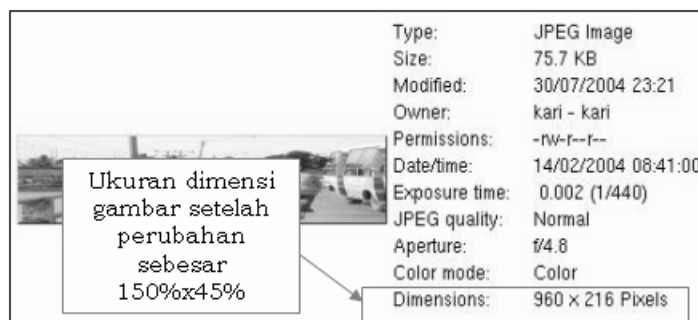 Type: JPEG Image
Size: 75.7 KB
Modified: 30/07/2004 23:21
Owner: kari - kari
Permissions: -rw-r--r--
Date/time: 14/02/2004 08:41:00
Exposure time: 0.002 (1/440)
JPEG quality: Normal
Aperture: f/4.8
Color mode: Color
Dimensions: 960 x 216 Pixels
Ukuran dimensi
gambar setelah
perubahan
sebesar
150%x45%